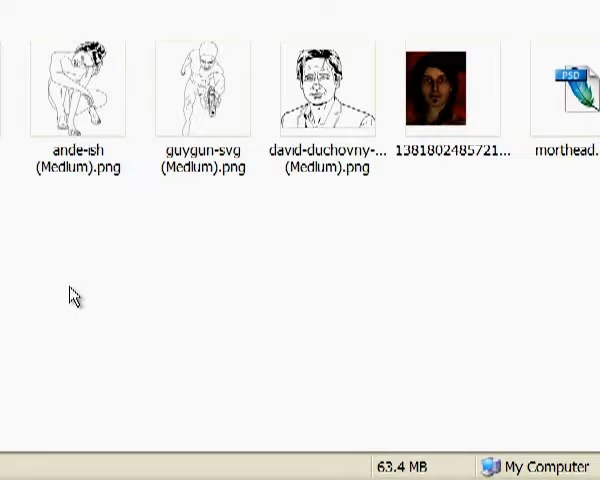 PSD
ande-ish
(Medium).png
guygun-svg
(Medium).png
david-duchovny-...
(Medium).png
1381802485721...
morthead.
63.4 MB
My Computer